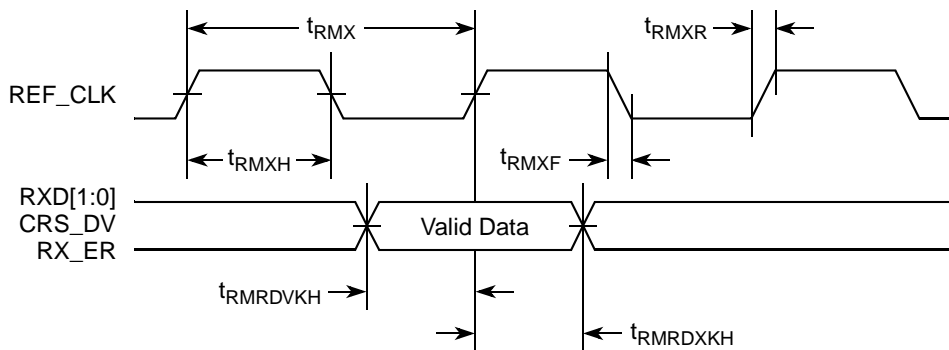 tRMX
tRMXR
REF_CLK
tRMXH
tRMXF
RXD[1:0]
CRS_DV
RX_ER
Valid Data
tRMRDVKH
tRMRDXKH